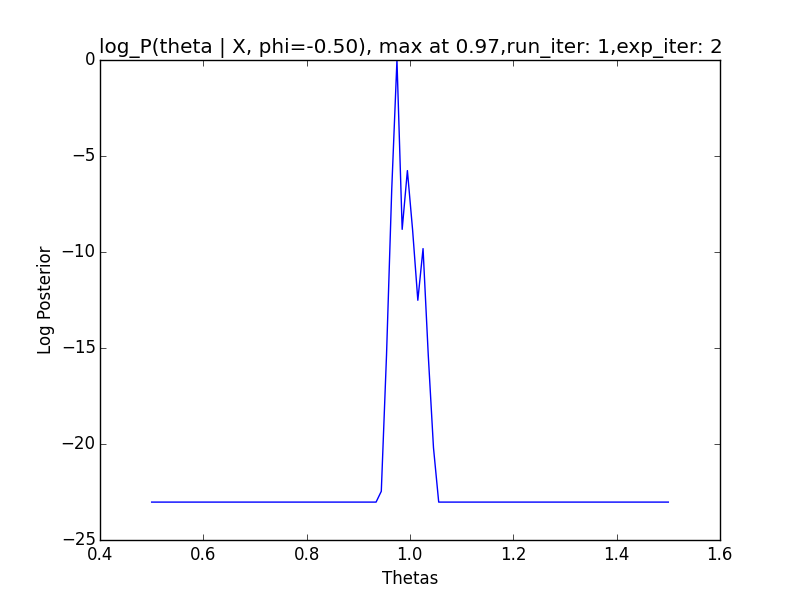 log_P(theta | X, phi=-0.50), max at 0.97,run_iter: 1,exp_iter: 2
0
−5
−10
−15
−20
−25
Log Posterior
0.4 0.6 0.8 1.0 1.2 1.4 1.6
Thetas